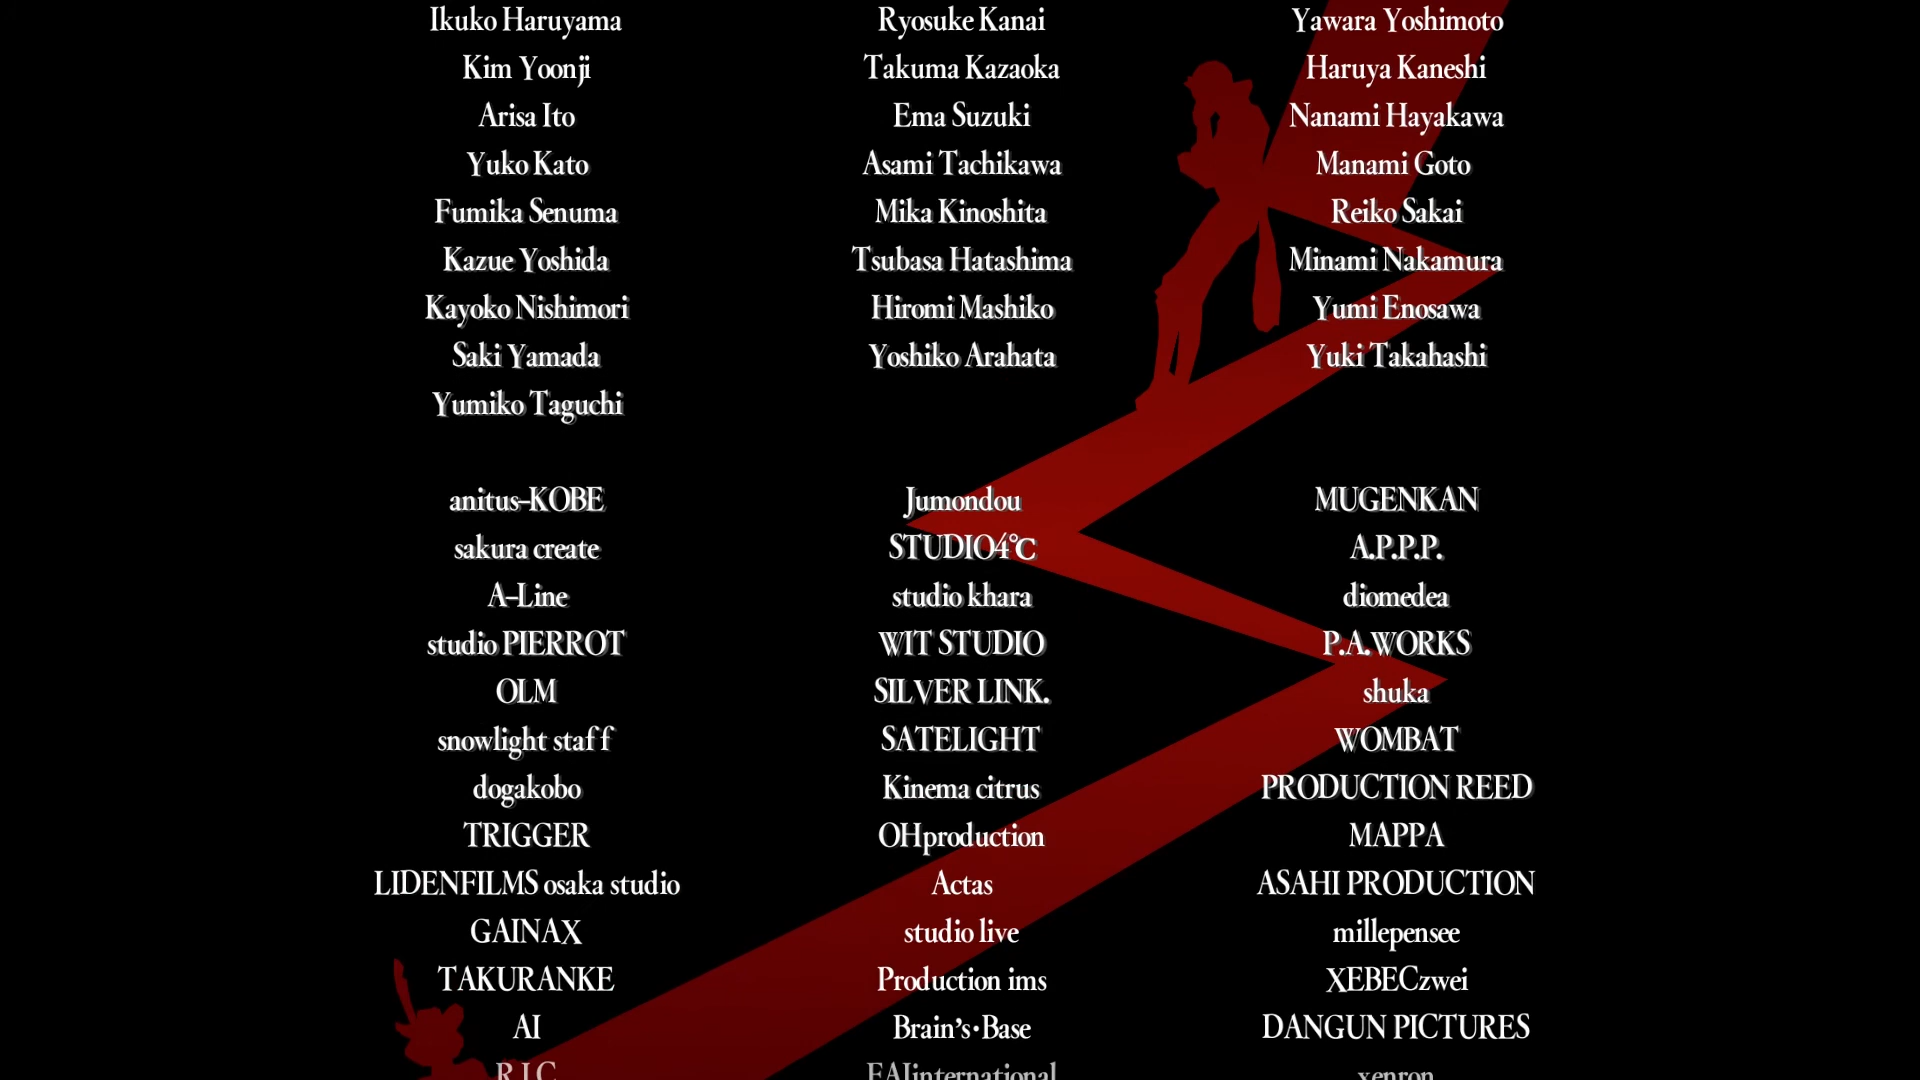 Ikuko Haruyama Ryosuke Kanai Yawara Yoshimoto
Kim Yoonji Takuma Kazaoka Haruya Kaneshi
Arisa Ito Ema Suzuki Nanami Hayakawa
Yuko Kato Asami Tachikawa Manami Goto
Fumika Senuma Mika Kinoshita Reiko Sakai
Kazue Yoshida Tsubasa Hatashima Minami Nakamura
Kayoko Nishimori Hiromi Mashiko Yumi Enosawa
Saki Yamada Yoshiko Arahata Yuki Takahashi
Yumiko Taguchi
anitus-KOBE Jumondou MUGENKAN
sakura create STUDIO4℃ A.P.P.P.
A-Line studio khara diomedea
studio PIERROT WIT STUDIO P.A.WORKS
OLM SILVER LINK. shuka
snowlight staff SATELIGHT WOMBAT
dogakobo Kinema citrus PRODUCTION REED
TRIGGER OHproduction MAPPA
LIDENFILMS osaka studio Actas ASAHI PRODUCTION
GAINAX studio live millepensee
TAKURANKE Production ims XEBECzwei
AI Brain's·Base DANGUN PICTURES
R.I.C EAIinternational xenron